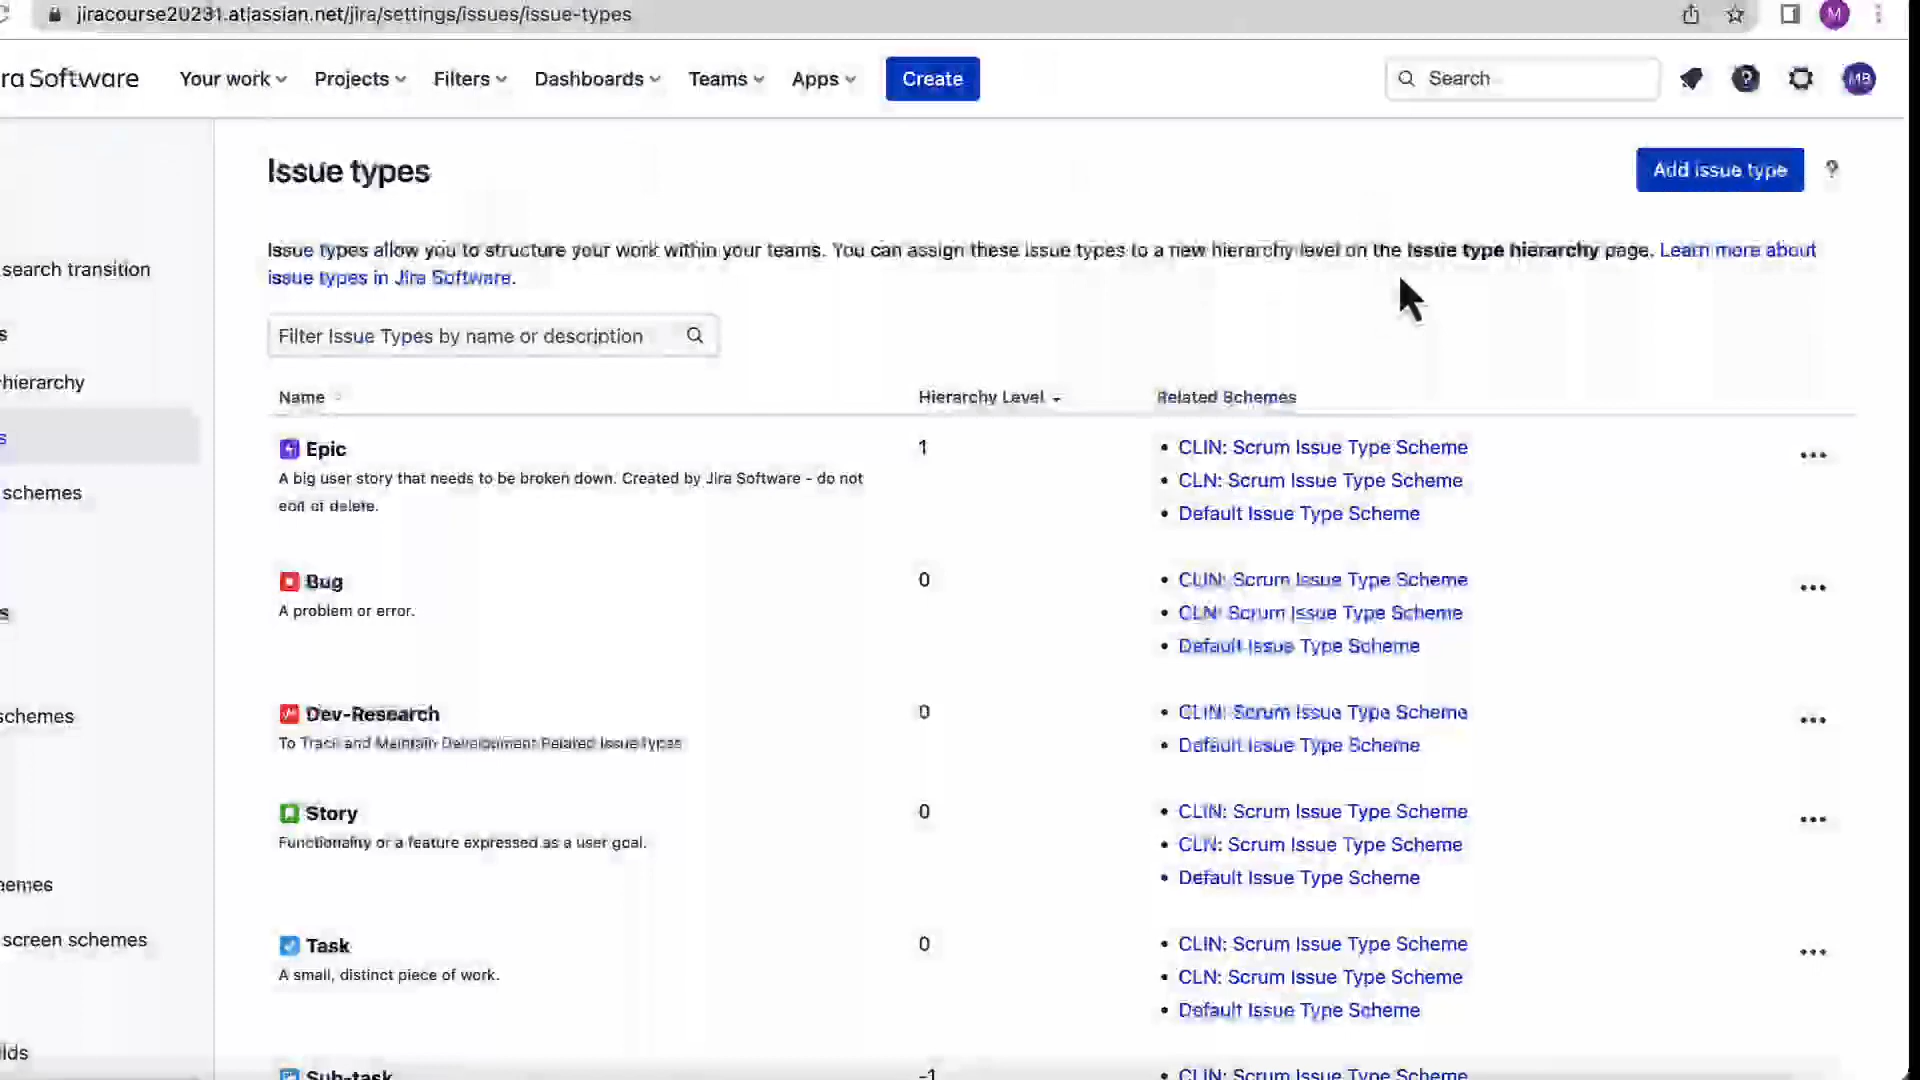 jiracourse20231.atlassian.net/jira/settings/issues/issue-types
M
ra Software
Your work
Projects
Filters
Dashboards
Teams
Apps
Create
Search
?
MB
Issue types
Add issue type
?
Issue types allow you to structure your work within your teams. You can assign these issue types to a new hierarchy level on the Issue type hierarchy page. Learn more about
issue types in Jira Software.
search transition
s
Filter Issue Types by name or description
hierarchy
Name
Hierarchy Level
Related Schemes
s
Epic
1
• CLIN: Scrum Issue Type Scheme
A big user story that needs to be broken down. Created by Jira Software - do not
edit or delete.
• CLN: Scrum Issue Type Scheme
schemes
• Default Issue Type Scheme
Bug
0
• CLIN: Scrum Issue Type Scheme
A problem or error.
• CLN: Scrum Issue Type Scheme
s
• Default Issue Type Scheme
Dev-Research
0
• CLIN: Scrum Issue Type Scheme
schemes
To Track and Maintain Development Related Issue Types
• Default Issue Type Scheme
Story
0
• CLIN: Scrum Issue Type Scheme
Functionality or a feature expressed as a user goal.
• CLN: Scrum Issue Type Scheme
• Default Issue Type Scheme
hemes
screen schemes
Task
0
• CLIN: Scrum Issue Type Scheme
A small, distinct piece of work.
• CLN: Scrum Issue Type Scheme
• Default Issue Type Scheme
lds
Sub-task
-1
• CLIN: Scrum Issue Type Scheme